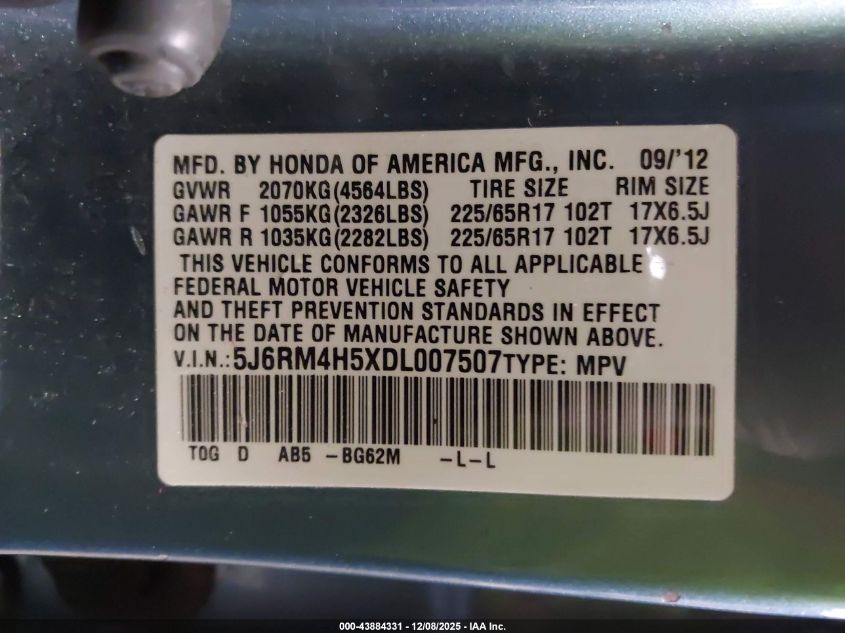 MFD. BY HONDA OF AMERICA MFG., INC. 09/'12
GVWR 2070KG(4564LBS) TIRE SIZE RIM SIZE
GAWR F 1055KG(2326LBS) 225/65R17 102T 17X6.5J
GAWR R 1035KG(2282LBS) 225/65R17 102T 17X6.5J
THIS VEHICLE CONFORMS TO ALL APPLICABLE
FEDERAL MOTOR VEHICLE SAFETY
AND THEFT PREVENTION STANDARDS IN EFFECT
ON THE DATE OF MANUFACTURE SHOWN ABOVE.
V.I.N.:5J6RM4H5XDL007507TYPE: MPV
TOG D AB5 -BG62M -L-L
000-43884331 - 12/08/2025 - IAA Inc.